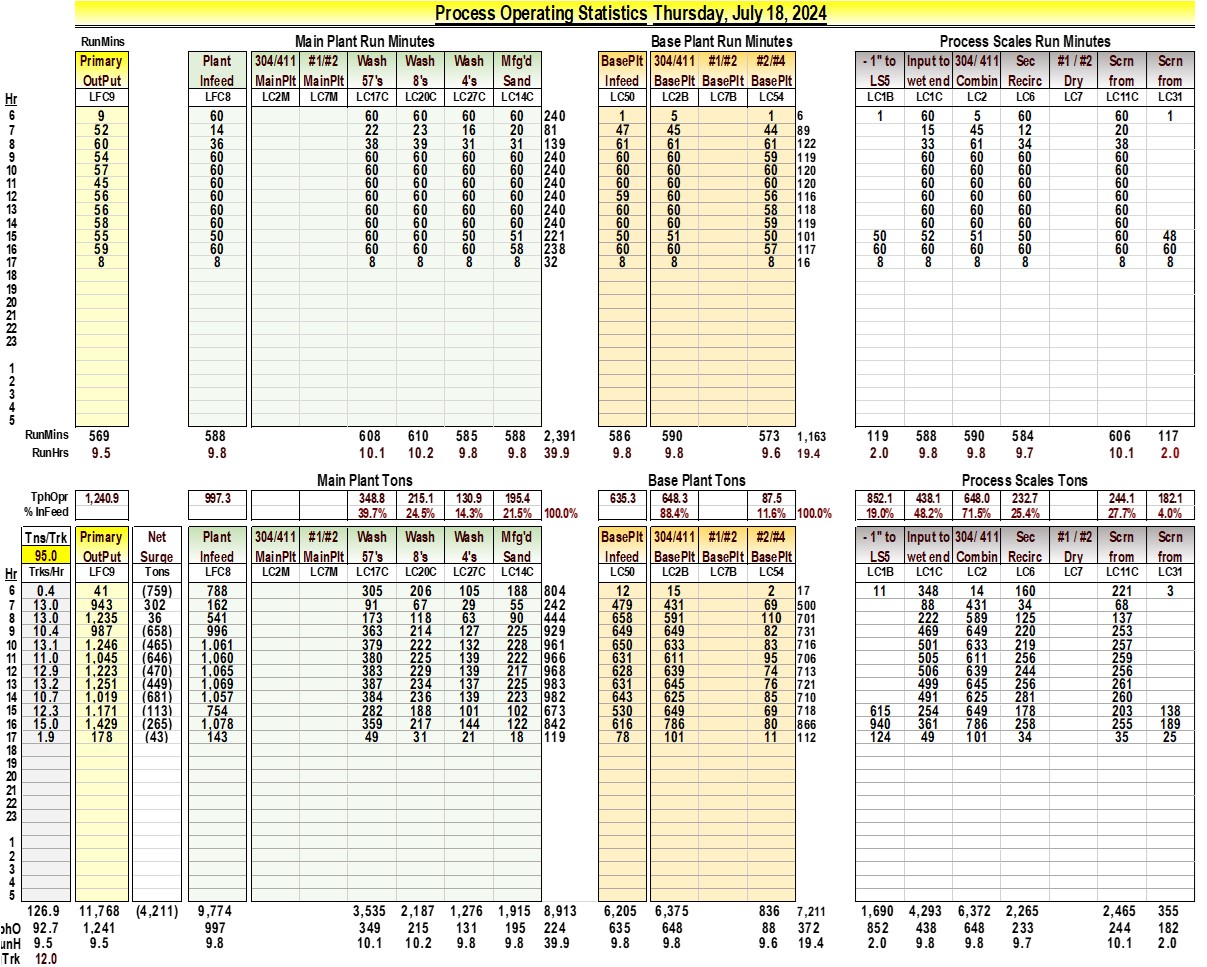 Process Operating Statistics Thursday, July 18, 2024
RunMins Main Plant Run Minutes Base Plant Run Minutes Process Scales Run Minutes
Primary Plant 304/411 #1/#2 Wash Wash Wash Mfg'd BasePlt 304/411 #1/#2 #2/#4 - 1" to Input to 304/ 411 Sec #1 / #2 Scrn Scrn
OutPut Infeed MainPlt MainPlt 57's 8's 4's Sand Infeed BasePlt BasePlt BasePlt LS5 wet end Combin Recirc Dry from from
Hr LFC9 LFC8 LC2M LC7M LC17C LC20C LC27C LC14C LC50 LC2B LC7B LC54 LC1B LC1C LC2 LC6 LC7 LC11C LC31
6 9 60 60 60 60 60 240 1 5 1 6 1 60 5 60 60 1
7 52 14 22 23 16 20 81 47 45 44 89 15 45 12 20
8 60 36 38 39 31 31 139 61 61 61 122 33 61 34 38
9 54 60 60 60 60 60 240 60 60 59 119 60 60 60 60
10 57 60 60 60 60 60 240 60 60 60 120 60 60 60 60
11 45 60 60 60 60 60 240 60 60 60 120 60 60 60 60
12 56 60 60 60 60 60 240 59 60 56 116 60 60 60 60
13 56 60 60 60 60 60 240 60 60 58 118 60 60 60 60
14 58 60 60 60 60 60 240 60 60 59 119 60 60 60 60
15 55 50 60 60 50 51 221 50 51 50 101 50 52 51 50 60 48
16 59 60 60 60 60 58 238 60 60 57 117 60 60 60 60 60 60
17 8 8 8 8 8 8 32 8 8 8 16 8 8 8 8 8 8
18
19
20
21
22
23
1
2
3
4
5
RunMins 569 588 608 610 585 588 2,391 586 590 573 1,163 119 588 590 584 606 117
RunHrs 9.5 9.8 10.1 10.2 9.8 9.8 39.9 9.8 9.8 9.6 19.4 2.0 9.8 9.8 9.7 10.1 2.0
Main Plant Tons Base Plant Tons Process Scales Tons
TphOpr 1,240.9 997.3 348.8 215.1 130.9 195.4 635.3 648.3 87.5 852.1 438.1 648.0 232.7 244.1 182.1
% InFeed 39.7% 24.5% 14.3% 21.5% 100.0% 88.4% 11.6% 100.0% 19.0% 48.2% 71.5% 25.4% 27.7% 4.0%
Tns/Trk Primary Net Plant 304/411 #1/#2 Wash Wash Wash Mfg'd BasePlt 304/411 #1/#2 #2/#4 - 1" to Input to 304/ 411 Sec #1 / #2 Scrn Scrn
95.0 OutPut Surge Infeed MainPlt MainPlt 57's 8's 4's Sand Infeed BasePlt BasePlt BasePlt LS5 wet end Combin Recirc Dry from from
Hr Trks/Hr LFC9 Tons LFC8 LC2M LC7M LC17C LC20C LC27C LC14C LC50 LC2B LC7B LC54 LC1B LC1C LC2 LC6 LC7 LC11C LC31
6 0.4 41 (759) 788 305 206 105 188 804 12 15 2 17 11 348 14 160 221 3
7 13.0 943 302 162 91 67 29 55 242 479 431 69 500 88 431 34 68
8 13.0 1,235 36 541 173 118 63 90 444 658 591 110 701 222 589 125 137
9 10.4 987 (658) 996 363 214 127 225 929 649 649 82 731 469 649 220 253
10 13.1 1,246 (465) 1,061 379 222 132 228 961 650 633 83 716 501 633 219 257
11 11.0 1,045 (646) 1,060 380 225 139 222 966 631 611 95 706 505 611 256 259
12 12.9 1,223 (470) 1,065 383 229 139 217 968 628 639 74 713 506 639 244 256
13 13.2 1,251 (449) 1,069 387 234 137 225 983 631 645 76 721 499 645 256 261
14 10.7 1,019 (681) 1,057 384 236 139 223 982 643 625 85 710 491 625 281 260
15 12.3 1,171 (113) 754 282 188 101 102 673 530 649 69 718 615 254 649 178 203 138
16 15.0 1,429 (265) 1,078 359 217 144 122 842 616 786 80 866 940 361 786 258 255 189
17 1.9 178 (43) 143 49 31 21 18 119 78 101 11 112 124 49 101 34 35 25
18
19
20
21
22
23
1
2
3
4
5
126.9 11,768 (4,211) 9,774 3,535 2,187 1,276 1,915 8,913 6,205 6,375 836 7,211 1,690 4,293 6,372 2,265 2,465 355
phO 92.7 1,241 997 349 215 131 195 224 635 648 88 372 852 438 648 233 244 182
unH 9.5 9.5 9.8 10.1 10.2 9.8 9.8 39.9 9.8 9.8 9.6 19.4 2.0 9.8 9.8 9.7 10.1 2.0
Trk 12.0